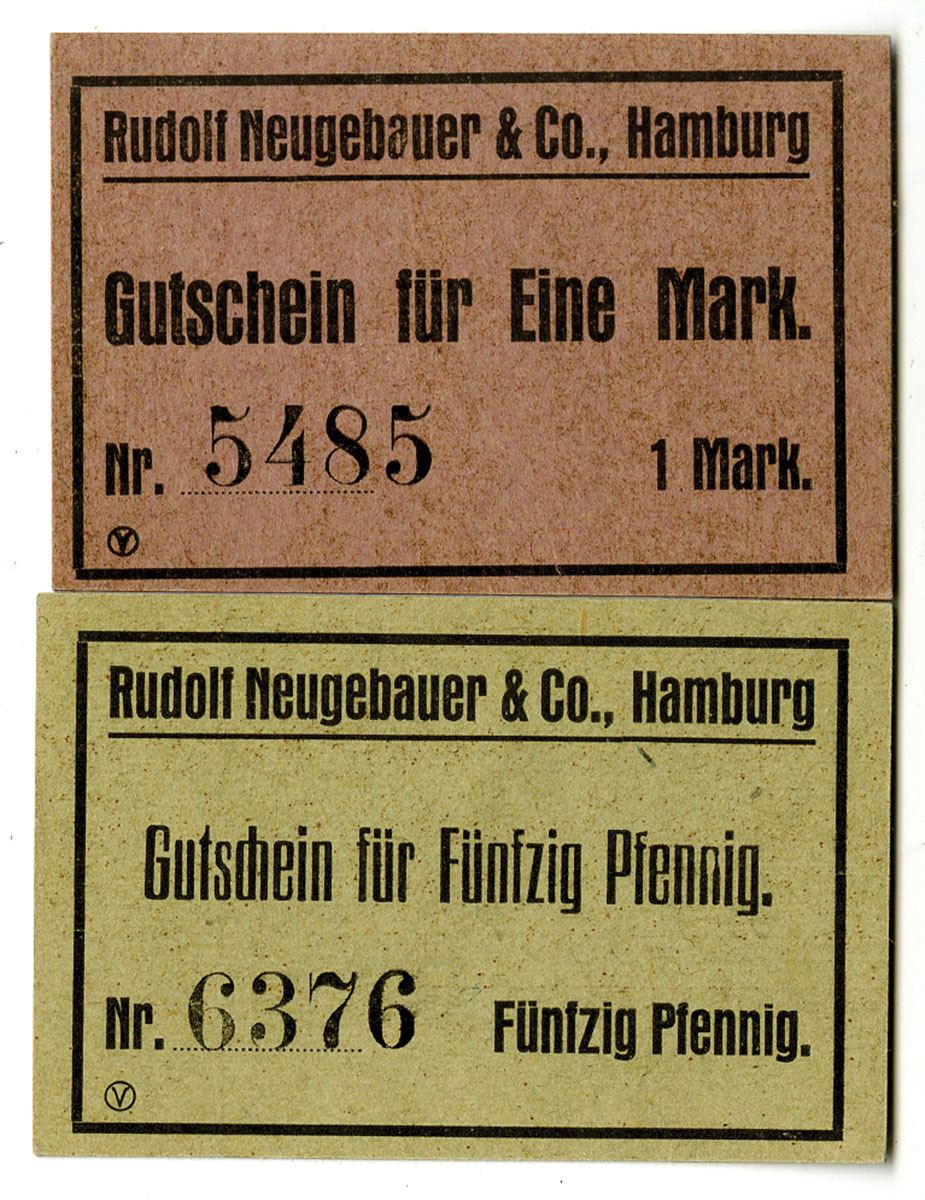 Rudolf Neugebauer & Co., Hamburg
Gutschein für Eine Mark.
Nr. 5485 1 Mark.
V
Rudolf Neugebauer & Co., Hamburg
Gutschein für Fünfzig Pfennig.
Nr. 6376 Fünfzig Pfennig.
V